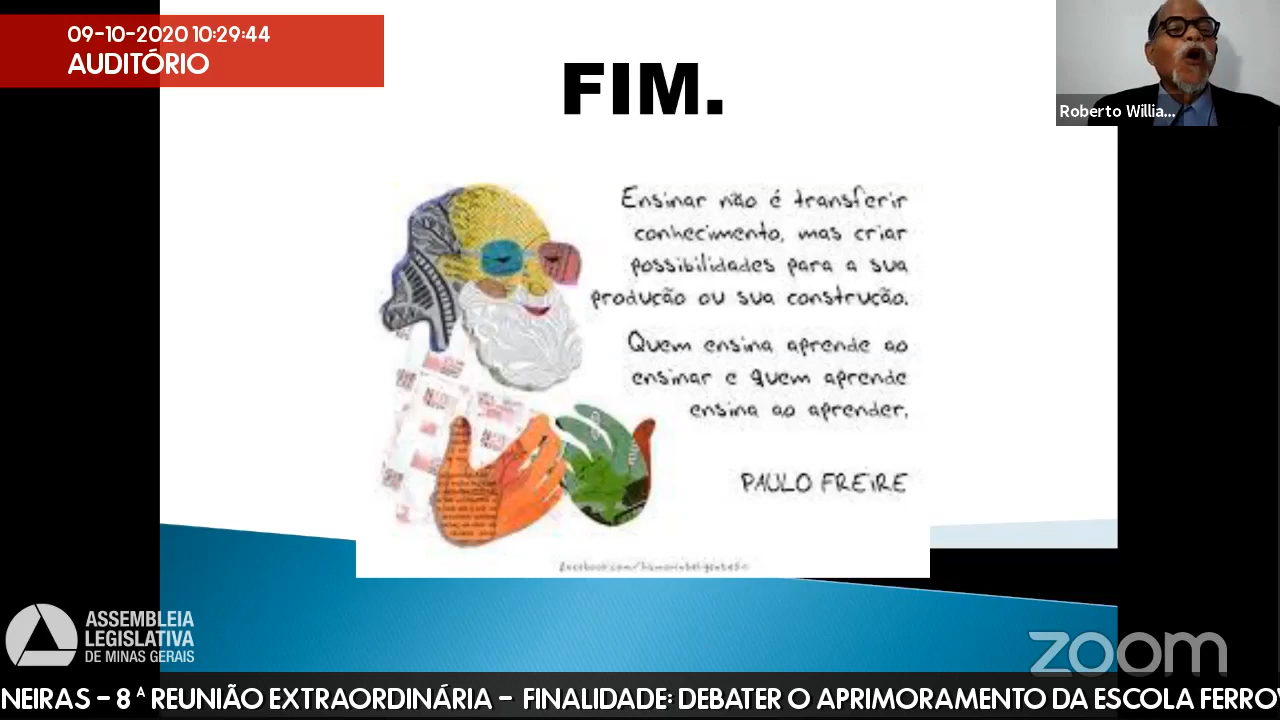 09-10-2020 10:29:44
AUDITÓRIO
FIM.
Roberto Willia...
Ensinar não é transferir
conhecimento, mas criar
possibilidades para a sua
produção ou sua construção.
Quem ensina aprende ao
ensinar e quem aprende
ensina ao aprender.
PAULO FREIRE
ASSEMBLEIA
LEGISLATIVA
DE MINAS GERAIS
zoom
NEIRAS - 8ª REUNIÃO EXTRAORDINÁRIA - FINALIDADE: DEBATER O APRIMORAMENTO DA ESCOLA FERRO